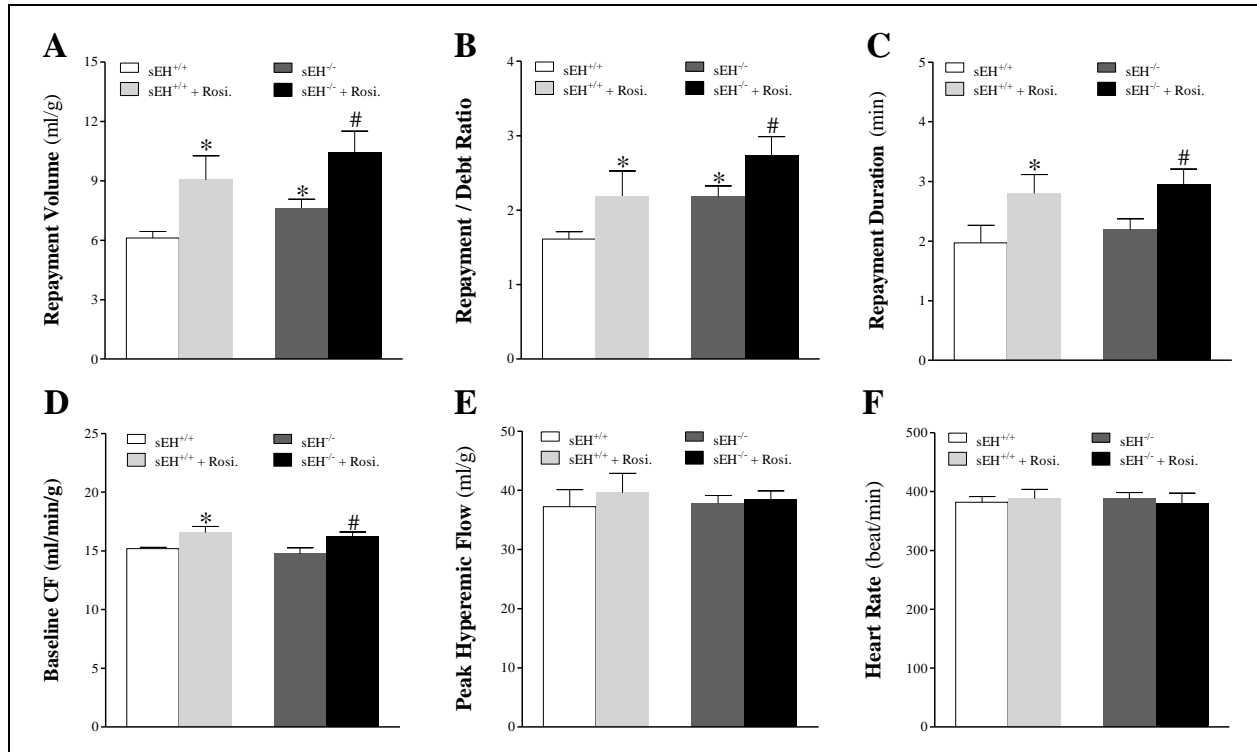 A
Repayment Volume (ml/g)
15
12
9
6
3
0
sEH+/+
sEH+/+ + Rosi.
sEH-/-
sEH-/- + Rosi.
*
*
#
B
Repayment / Debt Ratio
4
3
2
1
0
sEH+/+
sEH+/+ + Rosi.
sEH-/-
sEH-/- + Rosi.
*
*
#
C
Repayment Duration (min)
5
4
3
2
1
0
sEH+/+
sEH+/+ + Rosi.
sEH-/-
sEH-/- + Rosi.
*
#
D
Baseline CF (ml/min/g)
25
20
15
10
5
0
sEH+/+
sEH+/+ + Rosi.
sEH-/-
sEH-/- + Rosi.
*
#
E
Peak Hyperemic Flow (ml/g)
50
40
30
20
10
0
sEH+/+
sEH+/+ + Rosi.
sEH-/-
sEH-/- + Rosi.
F
Heart Rate (beat/min)
500
400
300
200
100
0
sEH+/+
sEH+/+ + Rosi.
sEH-/-
sEH-/- + Rosi.